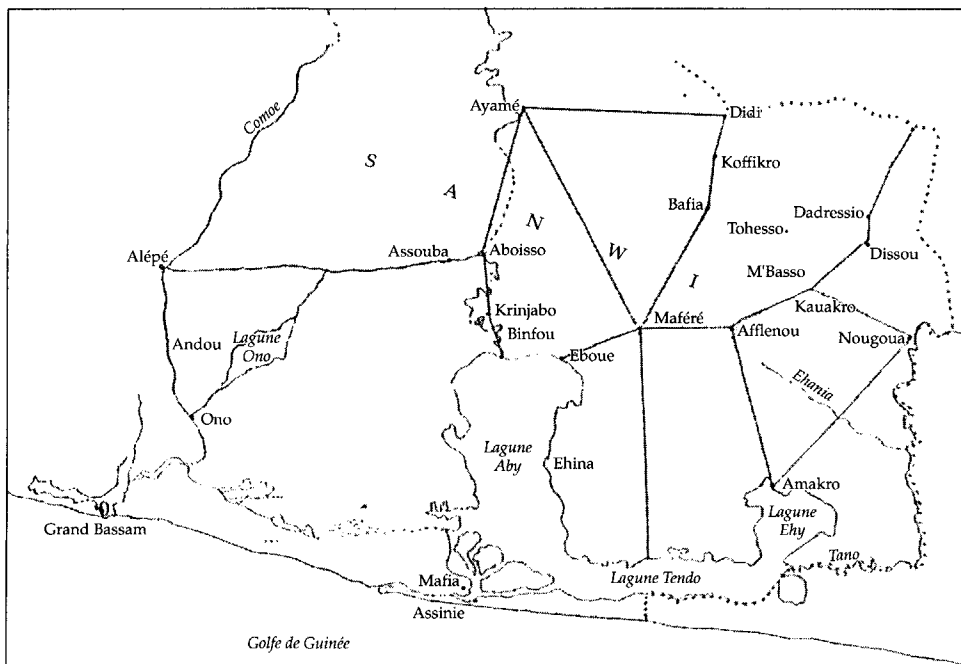 Comoe
Ayamé
Didi
S
A
N
W
I
Koffikro
Bafia
Dadressio
Tohesso
Alépé
Assouba
Aboisso
Dissou
M'Basso
Krinjabo
Maféré
Kauakro
Andou
Lagune
Ono
Binfou
Afflenou
Nougoua
Eboue
Ehania
Ono
Lagune
Aby
Ehina
Amakro
Grand Bassam
Lagune
Ehy
Tano
Mafia
Lagune Tendo
Assinie
Golfe de Guinée